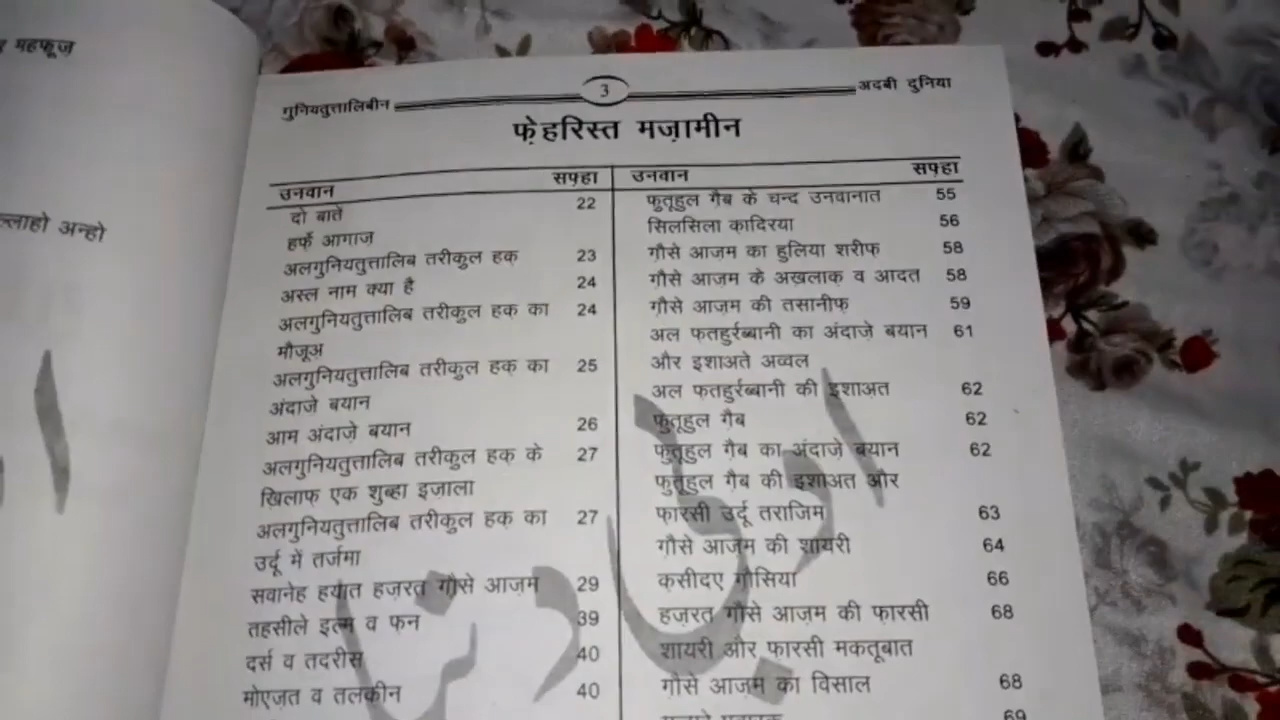 महफूज़
ल्लाहो अन्हो
गुनियतुत्तालिबीन
3
अदबी दुनिया
फ़ेहरिस्त मज़ामीन
उनवान सफ़्हा
दो बाते 22
हर्फे आगाज़
अलगुनियतुत्तालिब तरीकुल हक़ 23
अस्ल नाम क्या है 24
अलगुनियतुत्तालिब तरीकुल हक़ का 24
मौजूअ़
अलगुनियतुत्तालिब तरीकुल हक़ का 25
अंदाजे बयान
आम अंदाज़े बयान 26
अलगुनियतुत्तालिब तरीकुल हक़ के 27
खिलाफ़ एक शुब्हा इज़ाला
अलगुनियतुत्तालिब तरीकुल हक़ का 27
उर्दू में तर्जमा
सवानेह हयात हज़रत गौसे आज़म 29
तहसीले इल्म व फ़न 39
दर्स व तदरीस 40
मोएज़त व तलकीन 40
उनवान सफ़्हा
फुतूहुल गै़ब के चन्द उनवानात 55
सिलसिला कादिरया 56
गौसे आज़म का हुलिया शरीफ़ 58
गौसे आज़म के अखलाक़ व आदत 58
गौसे आज़म की तसानीफ़ 59
अल फतहुर्रब्बानी का अंदाजे़ बयान 61
और इशाअते अव्वल
अल फतहुर्रब्बानी की इशाअ़त 62
फुतूहुल गै़ब 62
फुतूहुल गै़ब का अंदाजे़ बयान 62
फुतूहुल गै़ब की इशाअत और
फ़ारसी उर्दू तराजिम 63
गौ़से आज़म की शायरी 64
क़सीदए गौसिया 66
हज़रत गौसे आज़म की फ़ारसी 68
शायरी और फ़ारसी मकतूबात
गौसे आज़म का विसाल 68
69
ادبی دنیا